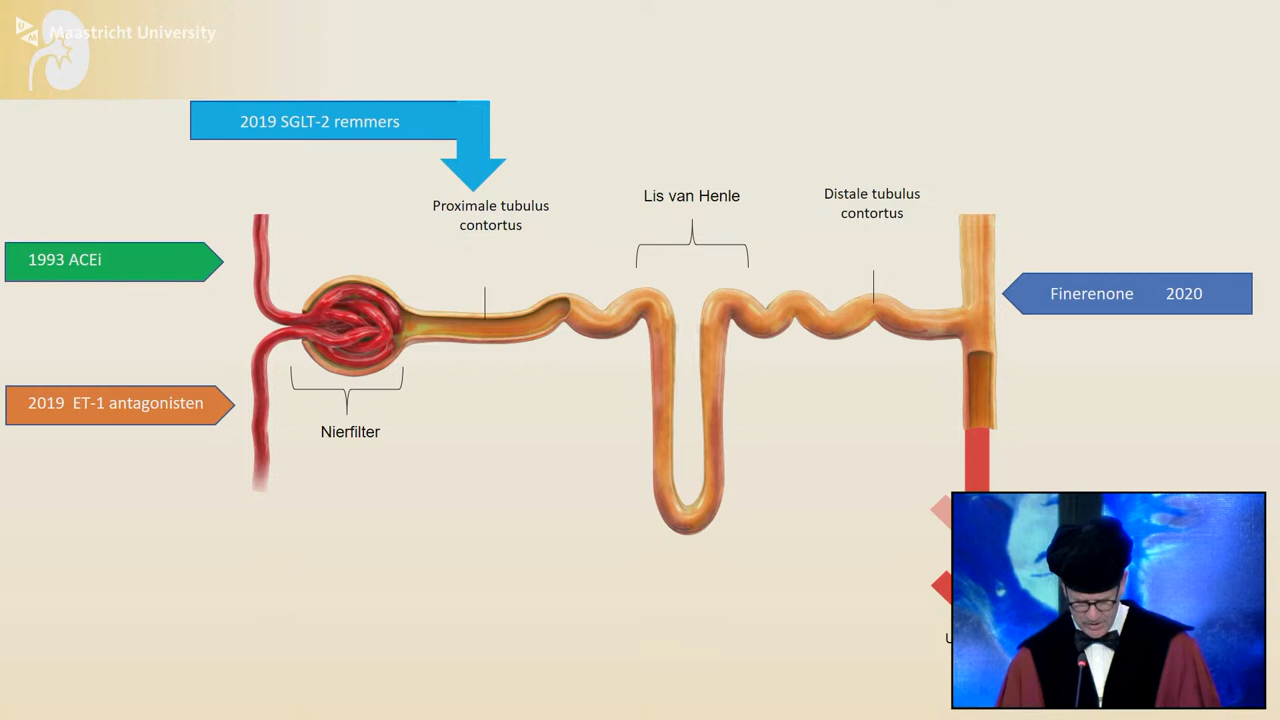 Maastricht University
2019 SGLT-2 remmers
Proximale tubulus
contortus
Lis van Henle
Distale tubulus
contortus
1993 ACEi
Finerenone 2020
2019 ET-1 antagonisten
Nierfilter